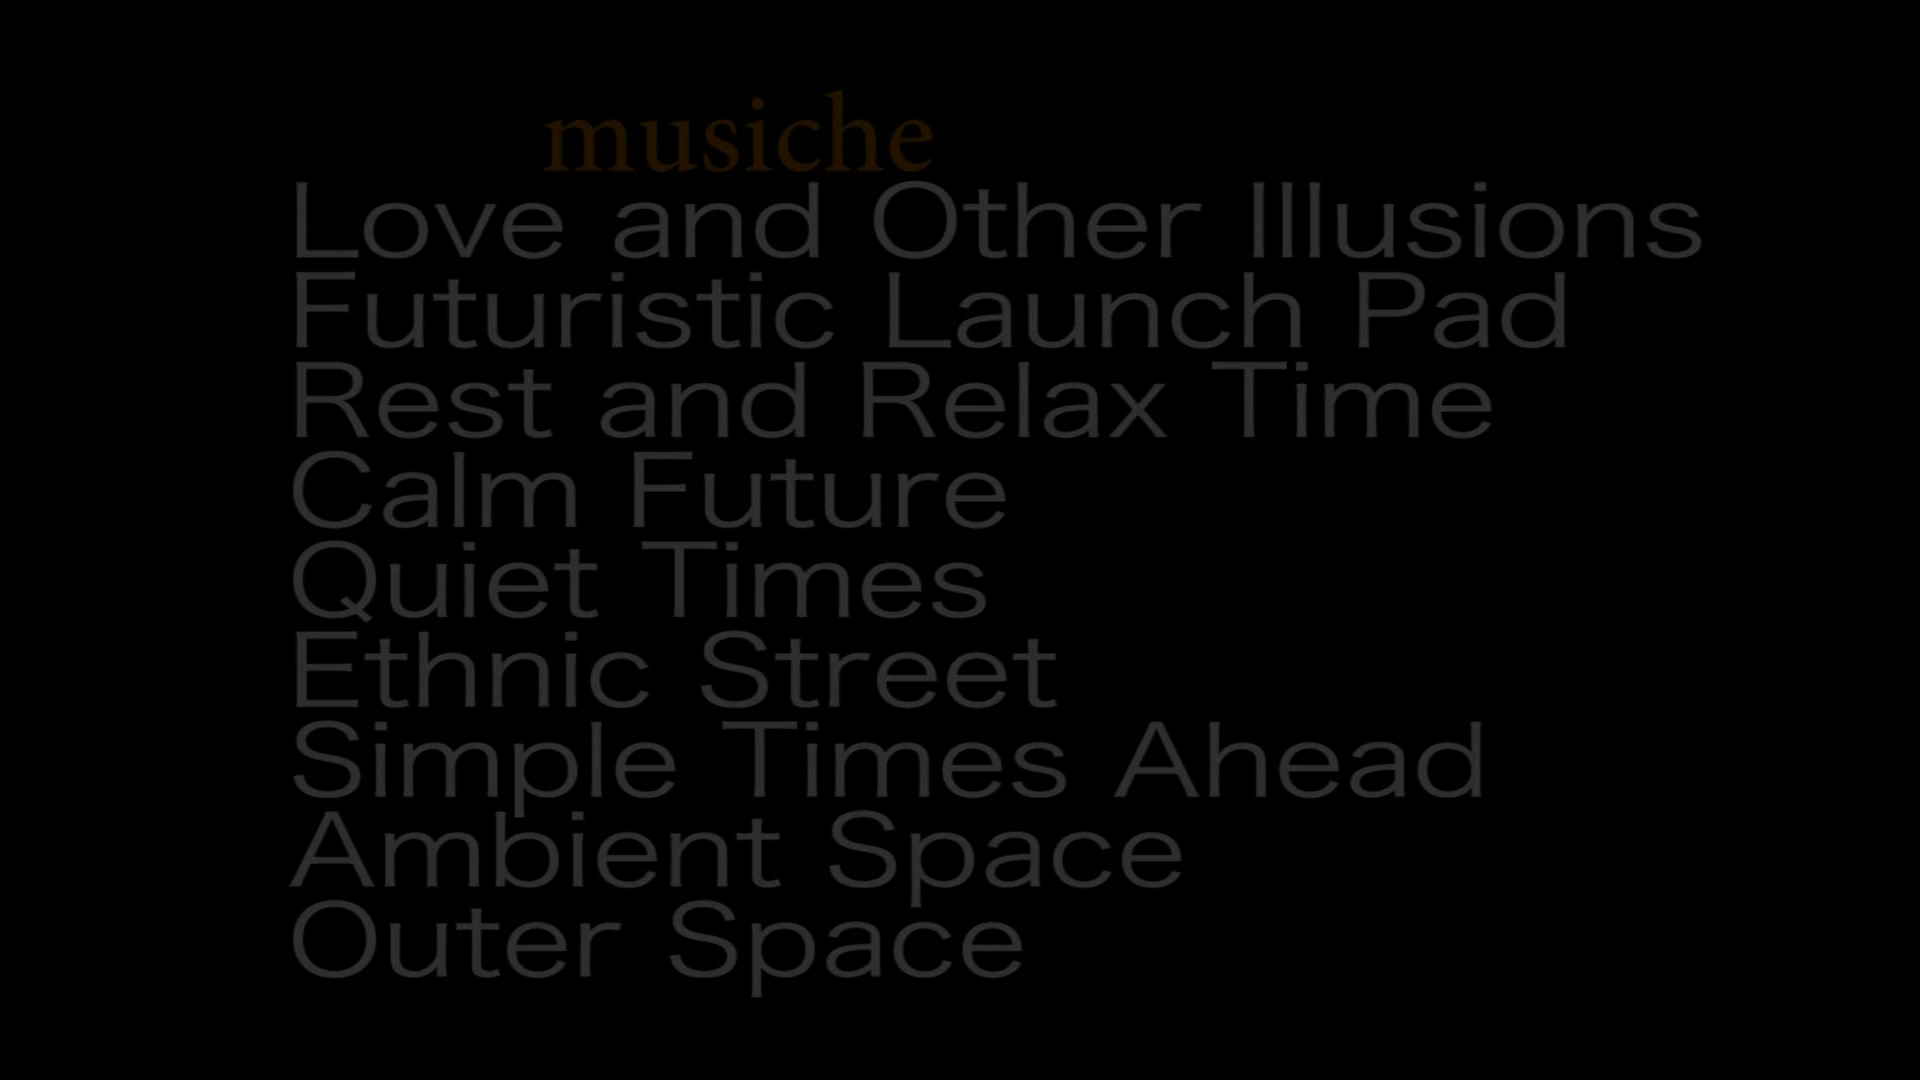 musiche
Love and Other Illusions
Futuristic Launch Pad
Rest and Relax Time
Calm Future
Quiet Times
Ethnic Street
Simple Times Ahead
Ambient Space
Outer Space